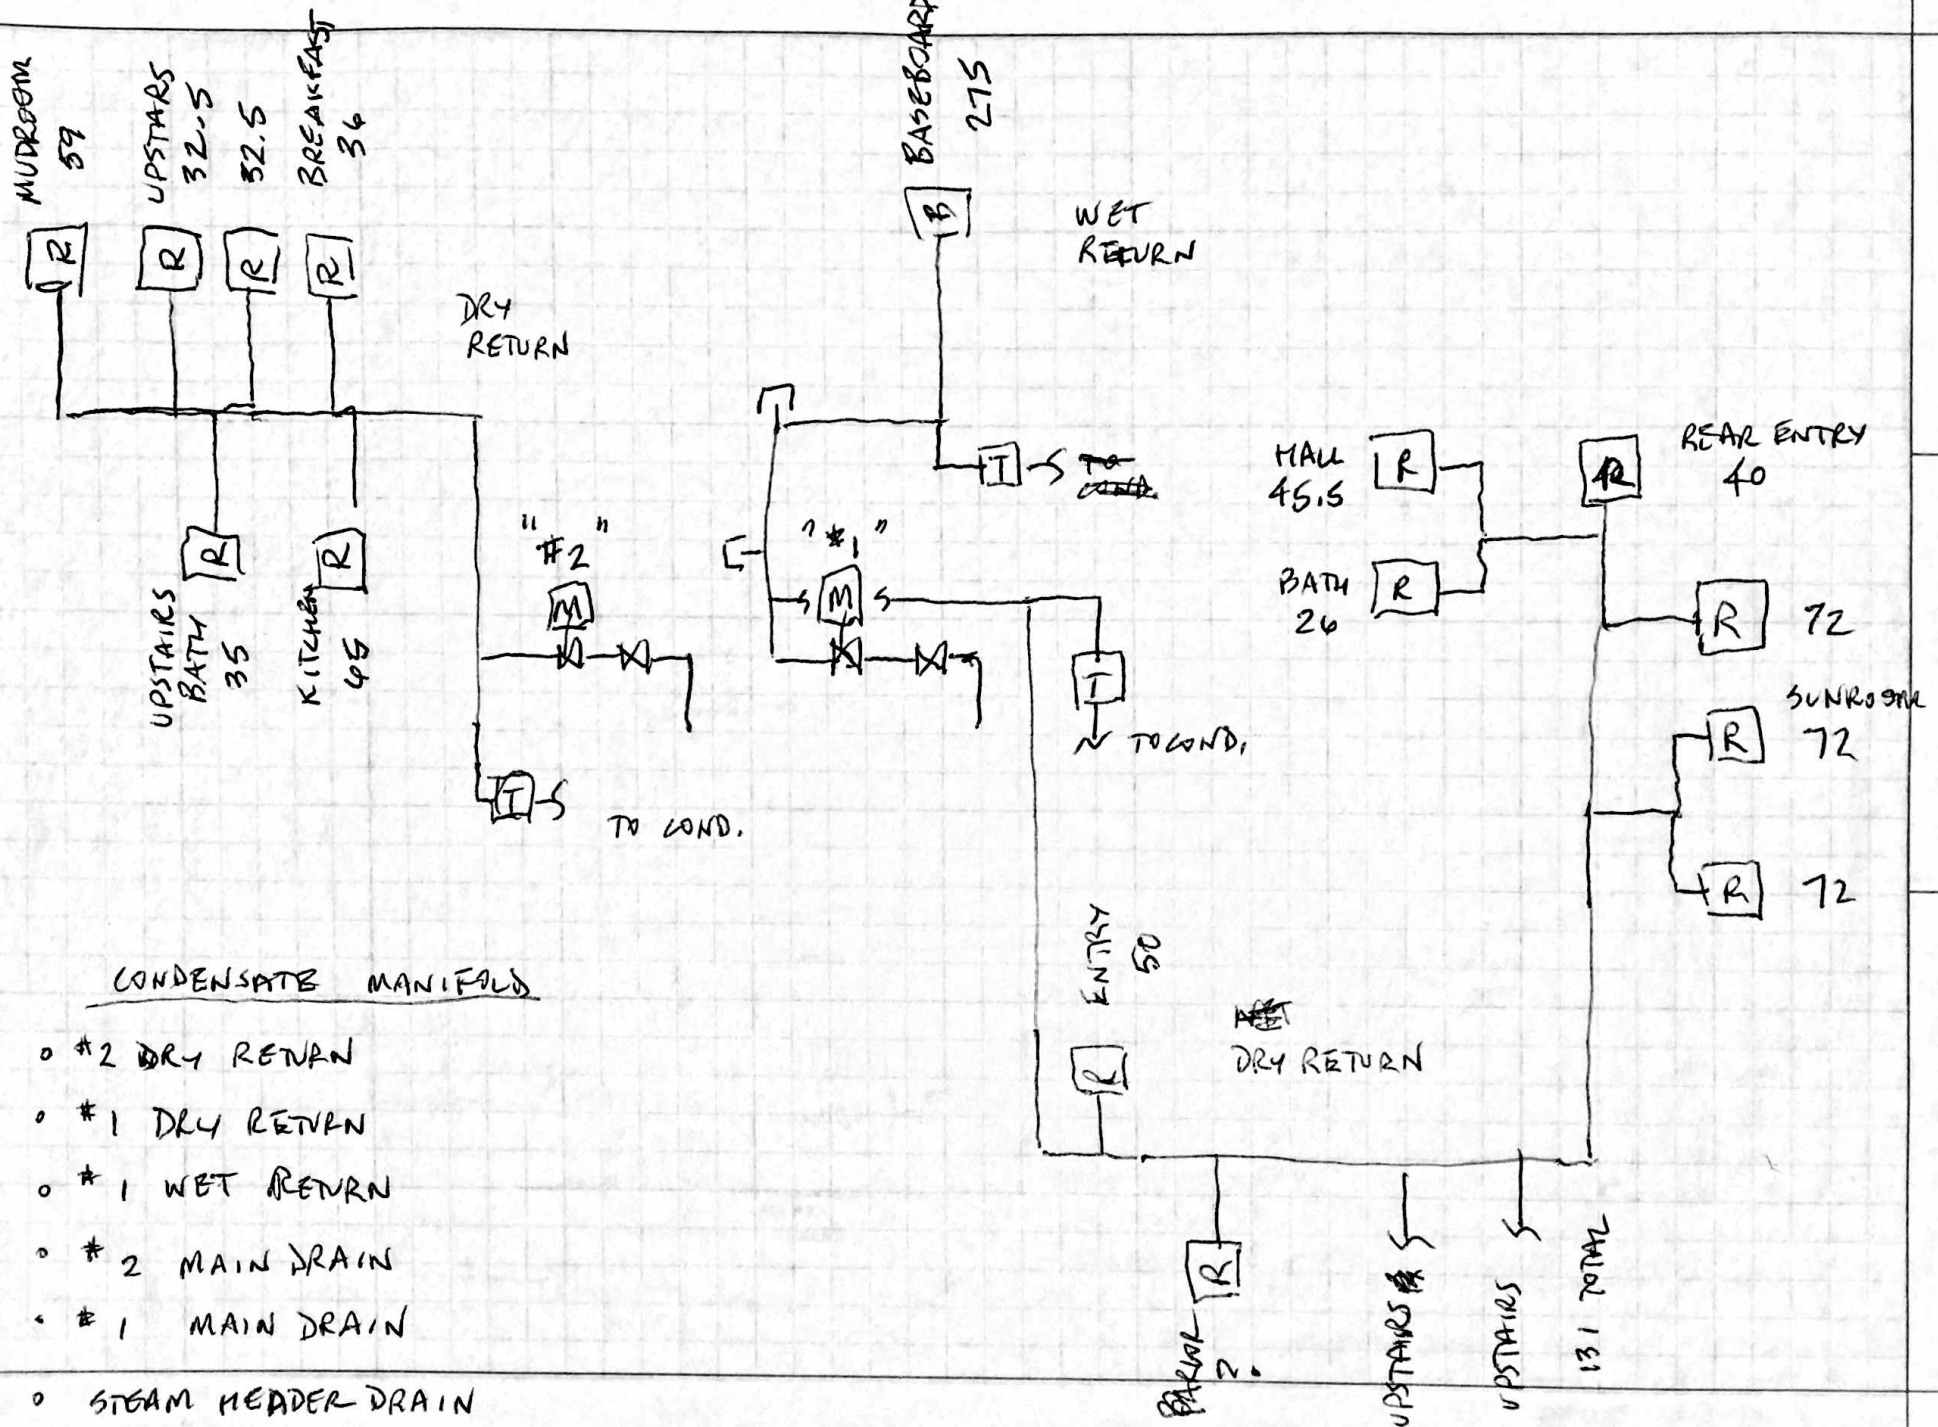 MUDROOM
59
UPSTARS
32.5
32.5
BREAKFAST
36
R
R
R
R
DRY
RETURN
UPSTAIRS
BATH
35
R
KITCHEN
45
R
"#2"
M
T
TO COND.
BASEBOARD
275
B
WET
RETURN
T
TO
COND.
"#1"
M
T
TO COND.
HALL
45.5
R
BATH
26
R
REAR ENTRY
40
R
R
72
SUNROOM
R
72
R
72
ENTRY
50
R
DRY RETURN
PARLOR
R
UPSTAIRS
UPSTAIRS
131 TOTAL
CONDENSATE MANIFOLD
#2 DRY RETURN
#1 DRY RETURN
#1 WET RETURN
#2 MAIN DRAIN
#1 MAIN DRAIN
STEAM HEADER DRAIN